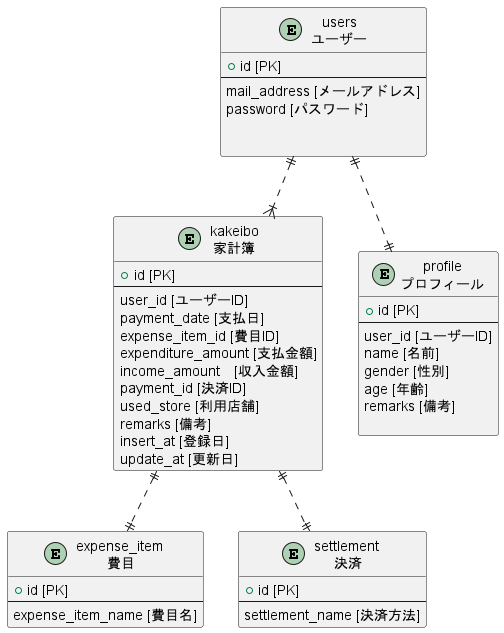 E users
ユーザー
id [PK]
mail_address [メールアドレス]
password [パスワード]
E kakeibo
家計簿
id [PK]
user_id [ユーザーID]
payment_date [支払日]
expense_item_id [費目ID]
expenditure_amount [支払金額]
income_amount [収入金額]
payment_id [決済ID]
used_store [利用店舗]
remarks [備考]
insert_at [登録日]
update_at [更新日]
E profile
プロフィール
id [PK]
user_id [ユーザーID]
name [名前]
gender [性別]
age [年齢]
remarks [備考]
E expense_item
費目
id [PK]
expense_item_name [費目名]
E settlement
決済
id [PK]
settlement_name [決済方法]